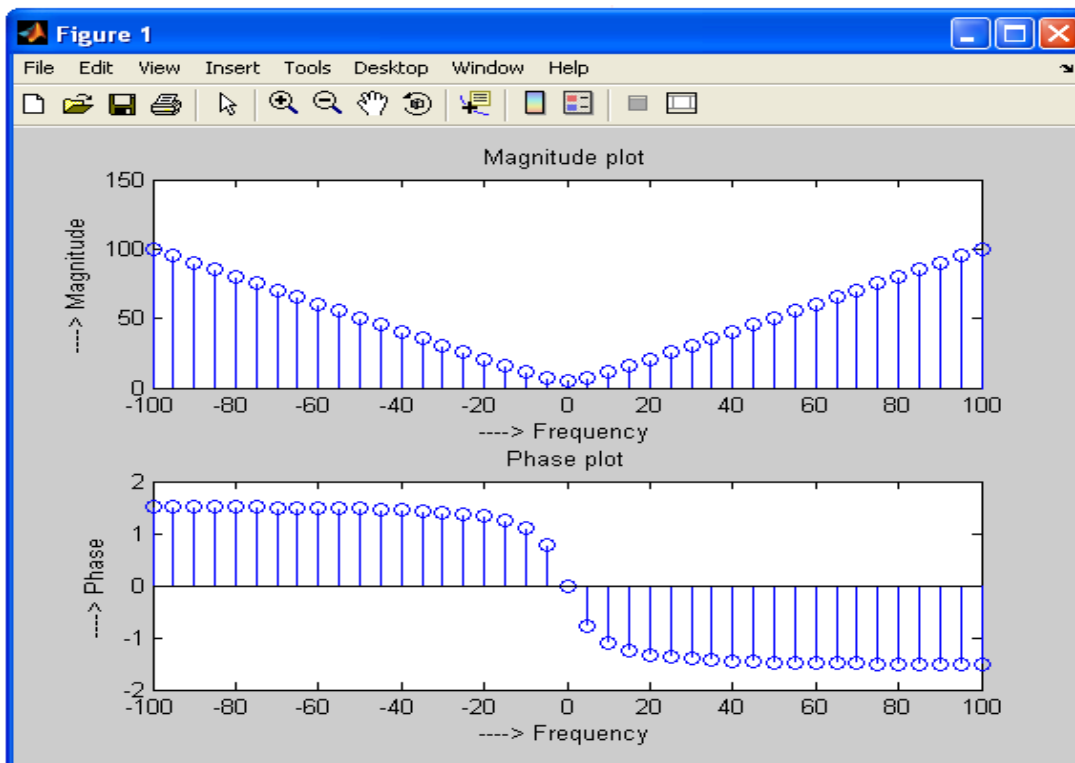 Figure 1
File Edit View Insert Tools Desktop Window Help
Magnitude plot
150
100
50
0
----> Magnitude
-100 -80 -60 -40 -20 0 20 40 60 80 100
----> Frequency
Phase plot
2
1
0
-1
-2
----> Phase
-100 -80 -60 -40 -20 0 20 40 60 80 100
----> Frequency